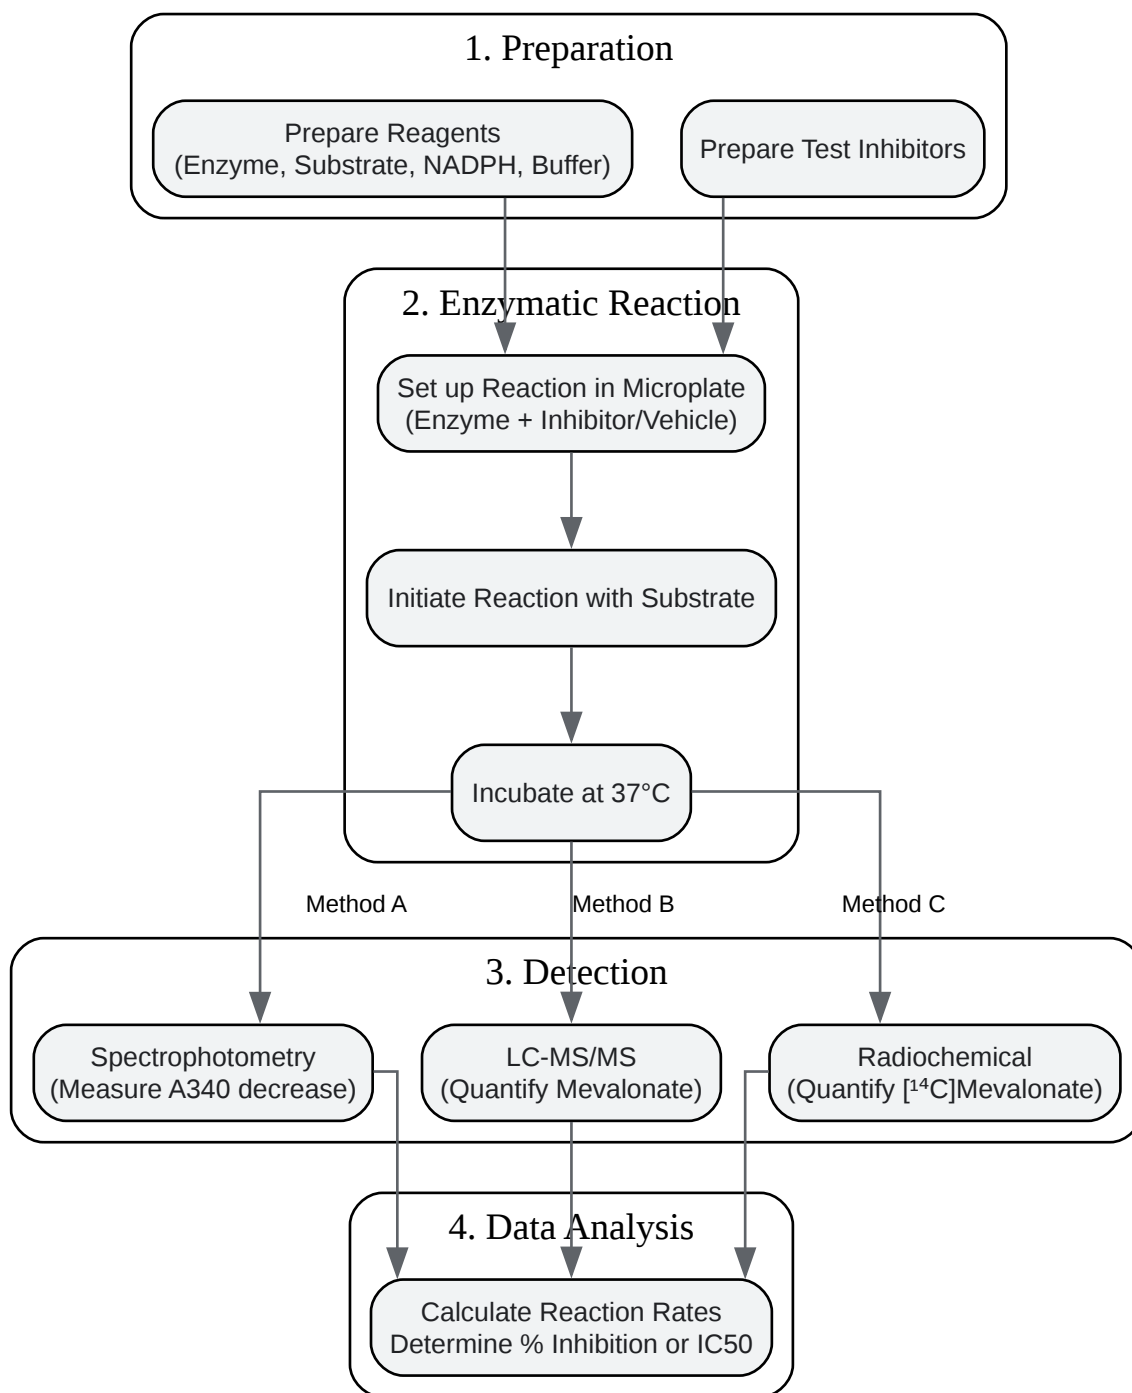 1. Preparation
Prepare Reagents
(Enzyme, Substrate, NADPH, Buffer)
Prepare Test Inhibitors
2. Enzymatic Reaction
Set up Reaction in Microplate
(Enzyme + Inhibitor/Vehicle)
Initiate Reaction with Substrate
Incubate at 37°C
Method A
Method B
Method C
3. Detection
Spectrophotometry
(Measure A340 decrease)
LC-MS/MS
(Quantify Mevalonate)
Radiochemical
(Quantify [¹⁴C]Mevalonate)
4. Data Analysis
Calculate Reaction Rates
Determine % Inhibition or IC50